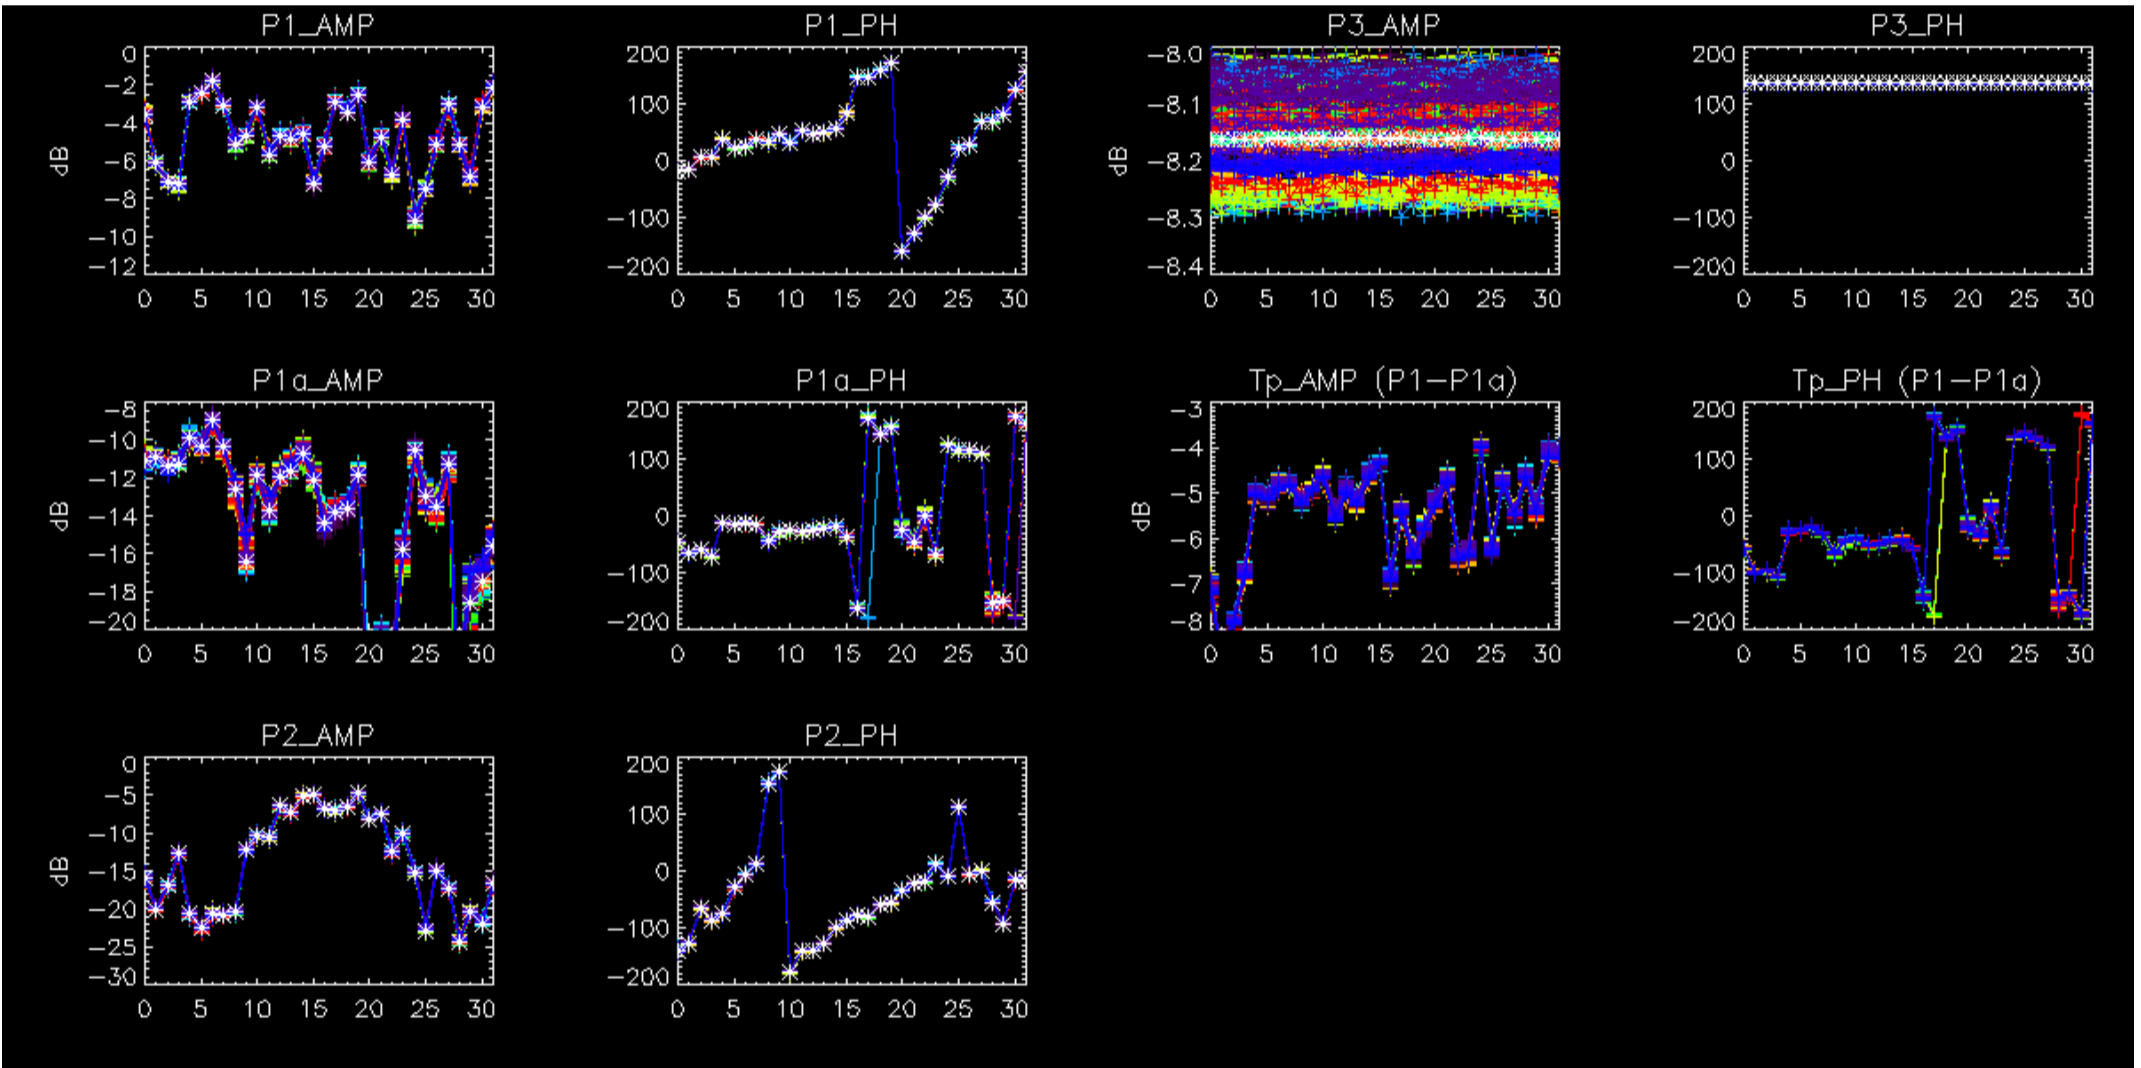 P1_AMP P1_PH P3_AMP P3_PH
0 200 -8.0 200
-2
100 -8.1 100
-4
dB -6 0 dB -8.2 0
-8
-100 -8.3 -100
-10
-12 -200 -8.4 -200
0 5 10 15 20 25 30 0 5 10 15 20 25 30 0 5 10 15 20 25 30 0 5 10 15 20 25 30
P1a_AMP P1a_PH Tp_AMP (P1-P1a) Tp_PH (P1-P1a)
-8 200 -3 200
-10 100 -4 100
-12
dB -14 0 dB -5 0
-16 -6
-100 -7 -100
-18
-20 -200 -8 -200
0 5 10 15 20 25 30 0 5 10 15 20 25 30 0 5 10 15 20 25 30 0 5 10 15 20 25 30
P2_AMP P2_PH
0 200
-5
-10 100
dB -15 0
-20 -100
-25
-30 -200
0 5 10 15 20 25 30 0 5 10 15 20 25 30